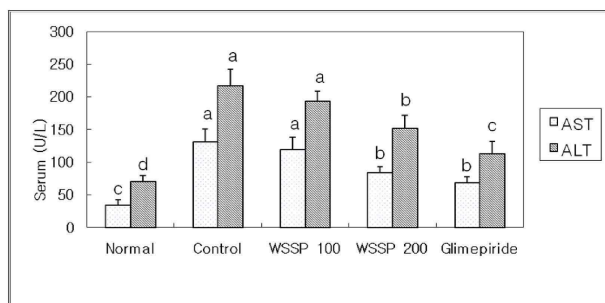 300
250
200
150
100
50
0
Serum (U/L)
c d a a a a b b b c
Normal Control WSSP 100 WSSP 200 Glimepiride
AST
ALT